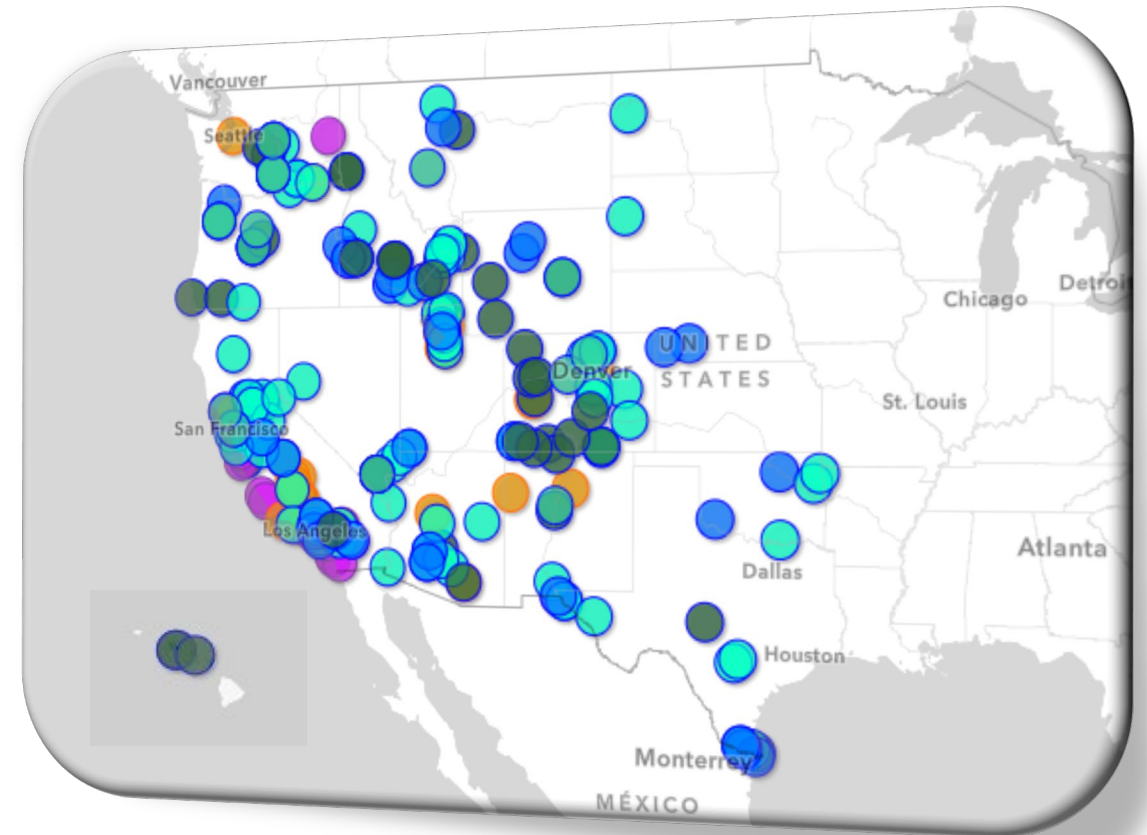 Vancouver
Seattle
Chicago
Detroit
UNITED
STATES
Denver
St. Louis
San Francisco
Los Angeles
Atlanta
Dallas
Houston
Monterrey
MÉXICO